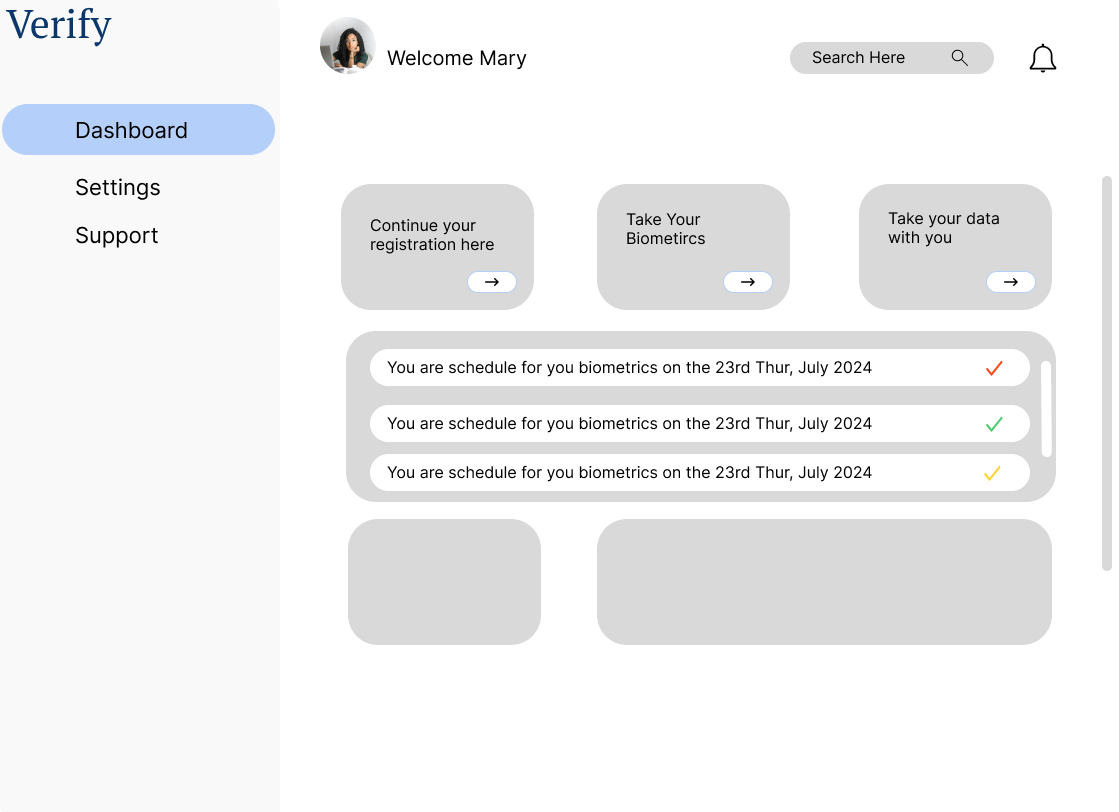 Verify
Welcome Mary
Search Here
Dashboard
Settings
Support
Continue your
registration here
Take Your
Biometircs
Take your data
with you
You are schedule for you biometrics on the 23rd Thur, July 2024
You are schedule for you biometrics on the 23rd Thur, July 2024
You are schedule for you biometrics on the 23rd Thur, July 2024